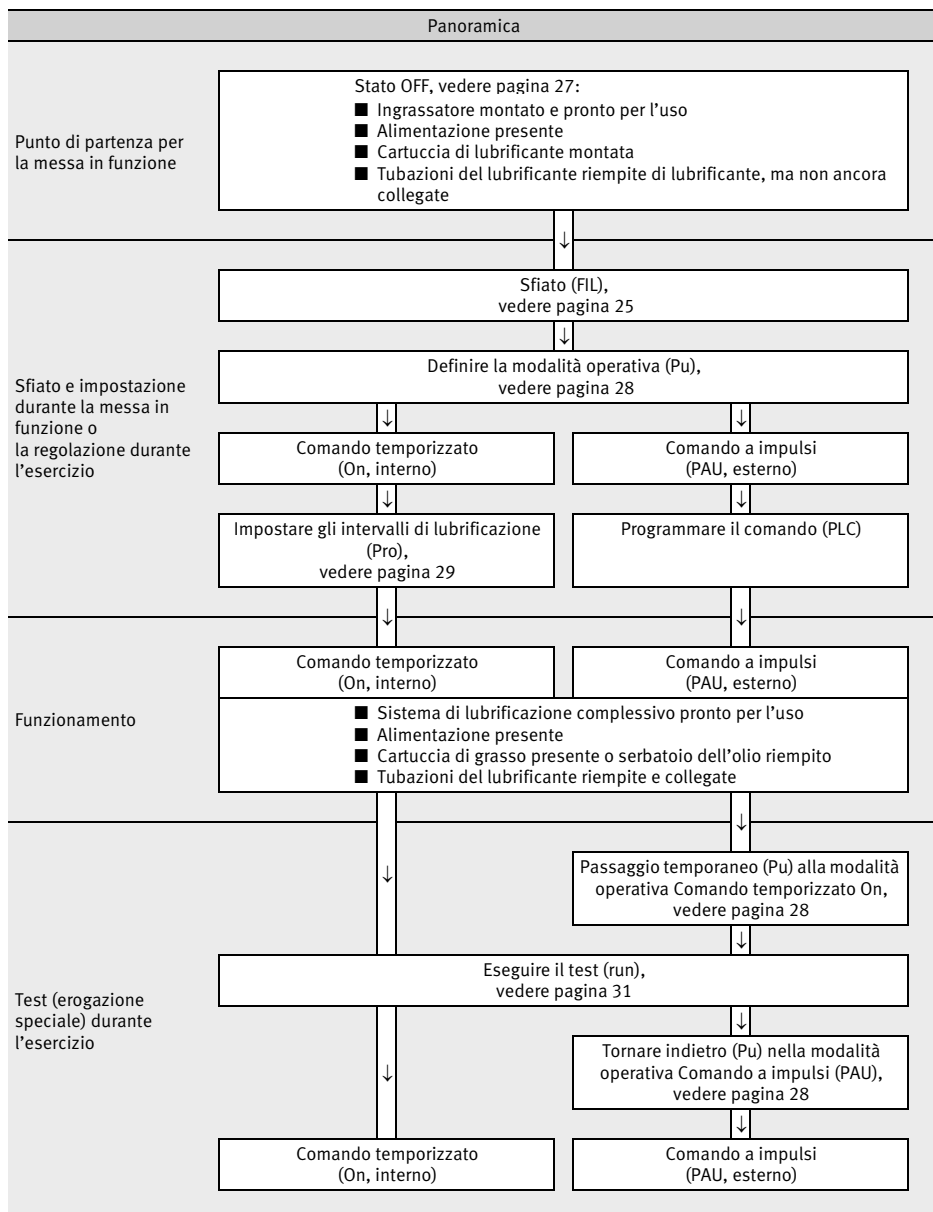 Panoramica
Punto di partenza per
la messa in funzione
Stato OFF, vedere pagina 27:
■ Ingrassatore montato e pronto per l'uso
■ Alimentazione presente
■ Cartuccia di lubrificante montata
■ Tubazioni del lubrificante riempite di lubrificante, ma non ancora
collegate
↓
Sfiato e impostazione
durante la messa in
funzione o
la regolazione durante
l'esercizio
Sfiato (FIL),
vedere pagina 25
↓
Definire la modalità operativa (Pu),
vedere pagina 28
↓ ↓
Comando temporizzato
(On, interno)
Comando a impulsi
(PAU, esterno)
↓ ↓
Impostare gli intervalli di lubrificazione
(Pro),
vedere pagina 29
Programmare il comando (PLC)
↓ ↓
Funzionamento
Comando temporizzato
(On, interno)
Comando a impulsi
(PAU, esterno)
■ Sistema di lubrificazione complessivo pronto per l'uso
■ Alimentazione presente
■ Cartuccia di grasso presente o serbatoio dell'olio riempito
■ Tubazioni del lubrificante riempite e collegate
↓
↓
Test (erogazione
speciale) durante
l'esercizio
Passaggio temporaneo (Pu) alla modalità
operativa Comando temporizzato On,
vedere pagina 28
↓
Eseguire il test (run),
vedere pagina 31
↓
↓
Tornare indietro (Pu) nella modalità
operativa Comando a impulsi (PAU),
vedere pagina 28
↓
Comando temporizzato
(On, interno)
Comando a impulsi
(PAU, esterno)